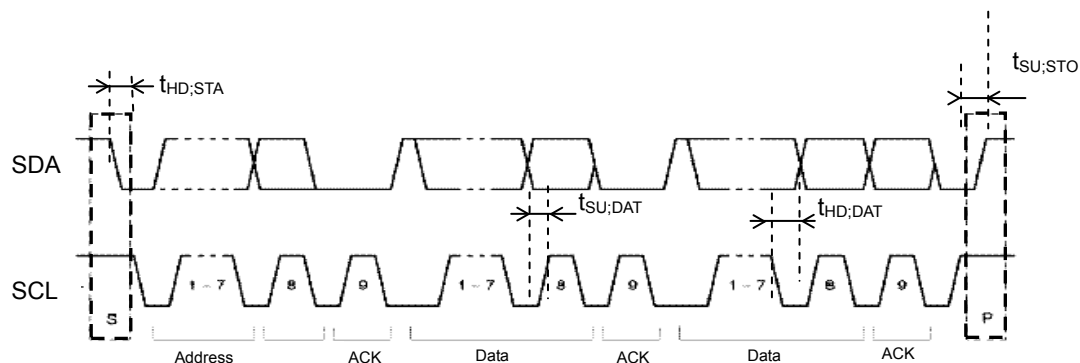 tHD;STA
tSU;STO
SDA
tSU;DAT
tHD;DAT
SCL
1 – 7 8 9 1 – 7 8 9 1 – 7 8 9
S P
Address ACK Data ACK Data ACK